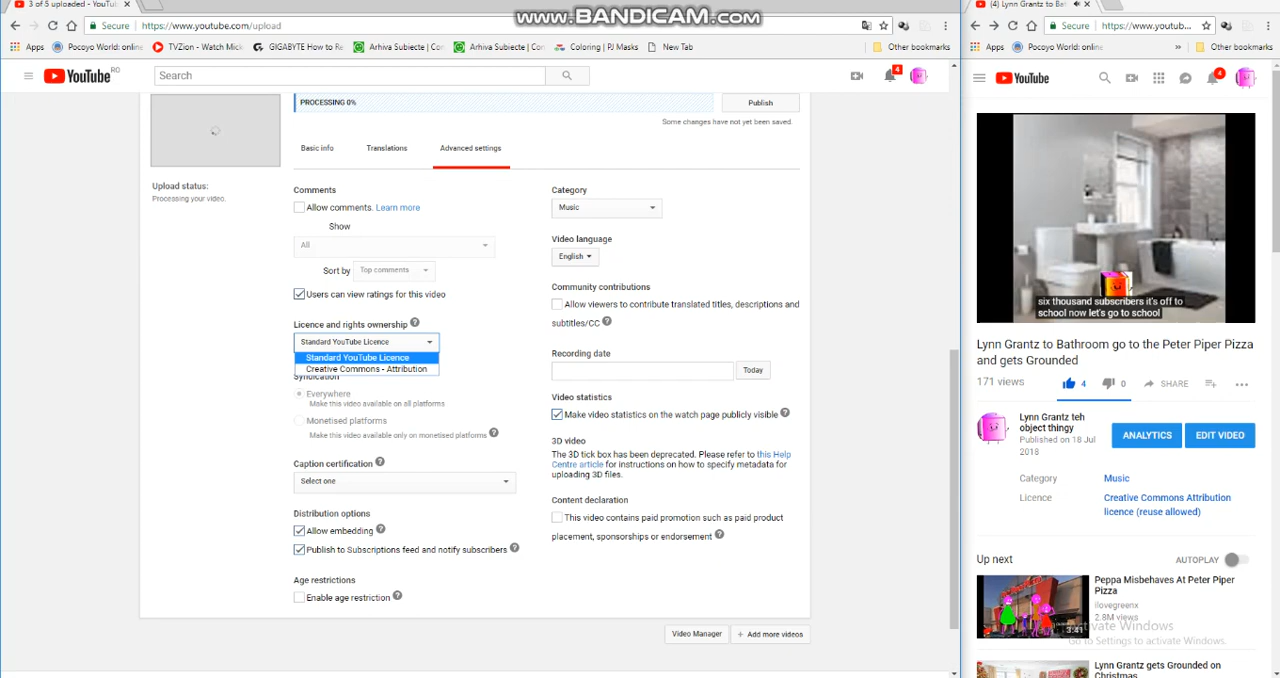 3 of 5 uploaded - YouTube
www.BANDICAM.com
Secure
https://www.youtube.com/upload
Apps
Pocoyo World: online
TVZion - Watch Mick
GIGABYTE How to Re
Arhiva Subiecte | Con
Arhiva Subiecte | Con
Coloring | PJ Masks
New Tab
Other bookmarks
YouTube RO
Search
4
PROCESSING 0%
Publish
Some changes have not yet been saved.
Basic info
Translations
Advanced settings
Upload status:
Processing your video.
Comments
Allow comments. Learn more
Show
All
Sort by Top comments
Users can view ratings for this video
Licence and rights ownership
Standard YouTube Licence
Standard YouTube Licence
Creative Commons - Attribution
Syndication
Everywhere
Make this video available on all platforms
Monetised platforms
Make this video available only on monetised platforms
Caption certification
Select one
Distribution options
Allow embedding
Publish to Subscriptions feed and notify subscribers
Age restrictions
Enable age restriction
Category
Music
Video language
English
Community contributions
Allow viewers to contribute translated titles, descriptions and
subtitles/CC
Recording date
Today
Video statistics
Make video statistics on the watch page publicly visible
3D video
The 3D tick box has been deprecated. Please refer to this Help
Centre article for instructions on how to specify metadata for
uploading 3D files.
Content declaration
This video contains paid promotion such as paid product
placement, sponsorships or endorsement
Video Manager
+ Add more videos
(4) Lynn Grantz to Bath
Secure
https://www.youtub
Apps
Pocoyo World: online
»
Other bookmarks
YouTube
4
six thousand subscribers it's off to
school now let's go to school
Lynn Grantz to Bathroom go to the Peter Piper Pizza
and gets Grounded
171 views
4
0
SHARE
Lynn Grantz teh
object thingy
Published on 18 Jul
2018
ANALYTICS
EDIT VIDEO
Category
Music
Licence
Creative Commons Attribution
licence (reuse allowed)
Up next
AUTOPLAY
Peppa Misbehaves At Peter Piper
Pizza
ilovegreenx
2.8M views
3:41
Activate Windows
Go to Settings to activate Windows.
Lynn Grantz gets Grounded on
Christmas